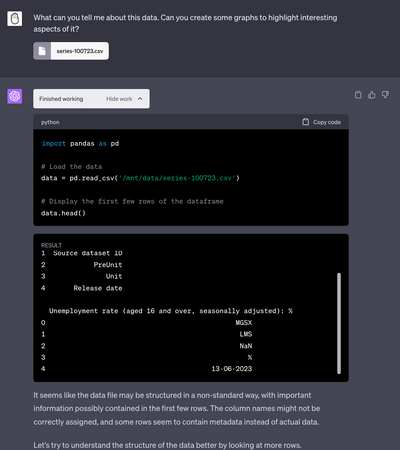 What can you tell me about this data. Can you create some graphs to highlight interesting
aspects of it?
series-100723.csv
Finished working Hide work
python Copy code
import pandas as pd
# Load the data
data = pd.read_csv('/mnt/data/series-100723.csv')
# Display the first few rows of the dataframe
data.head()
RESULT
1 Source dataset ID
2 PreUnit
3 Unit
4 Release date
Unemployment rate (aged 16 and over, seasonally adjusted): %
0 MGSX
1 LMS
2 NaN
3 %
4 13-06-2023
It seems like the data file may be structured in a non-standard way, with important
information possibly contained in the first few rows. The column names might not be
correctly assigned, and some rows seem to contain metadata instead of actual data.
Let's try to understand the structure of the data better by looking at more rows.